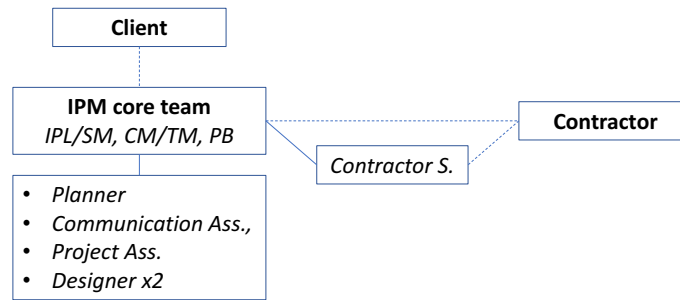 Client
IPM core team
IPL/SM, CM/TM, PB
Contractor
Contractor S.
• Planner
• Communication Ass.,
• Project Ass.
• Designer x2